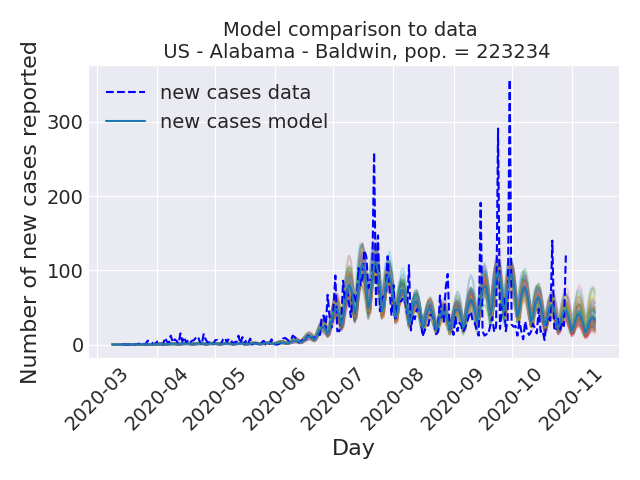 Model comparison to data
US - Alabama - Baldwin, pop. = 223234
Number of new cases reported
300
200
100
0
new cases data
new cases model
2020-03
2020-04
2020-05
2020-06
2020-07
2020-08
2020-09
2020-10
2020-11
Day